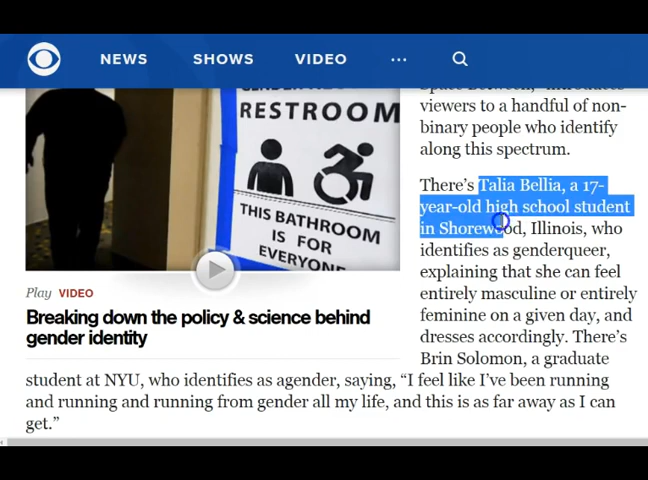 NEWS SHOWS VIDEO ...
GENDER
RESTROOM
THIS BATHROOM
IS FOR
EVERYONE
Play VIDEO
Breaking down the policy & science behind
gender identity
Space Between," introduces
viewers to a handful of non-
binary people who identify
along this spectrum.
There's Talia Bellia, a 17-
year-old high school student
in Shorewood, Illinois, who
identifies as genderqueer,
explaining that she can feel
entirely masculine or entirely
feminine on a given day, and
dresses accordingly. There's
Brin Solomon, a graduate
student at NYU, who identifies as agender, saying, “I feel like I've been running
and running and running from gender all my life, and this is as far away as I can
get.”